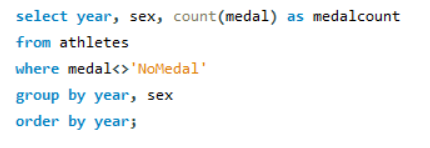 select year, sex, count(medal) as medalcount
from athletes
where medal<>'NoMedal'
group by year, sex
order by year;